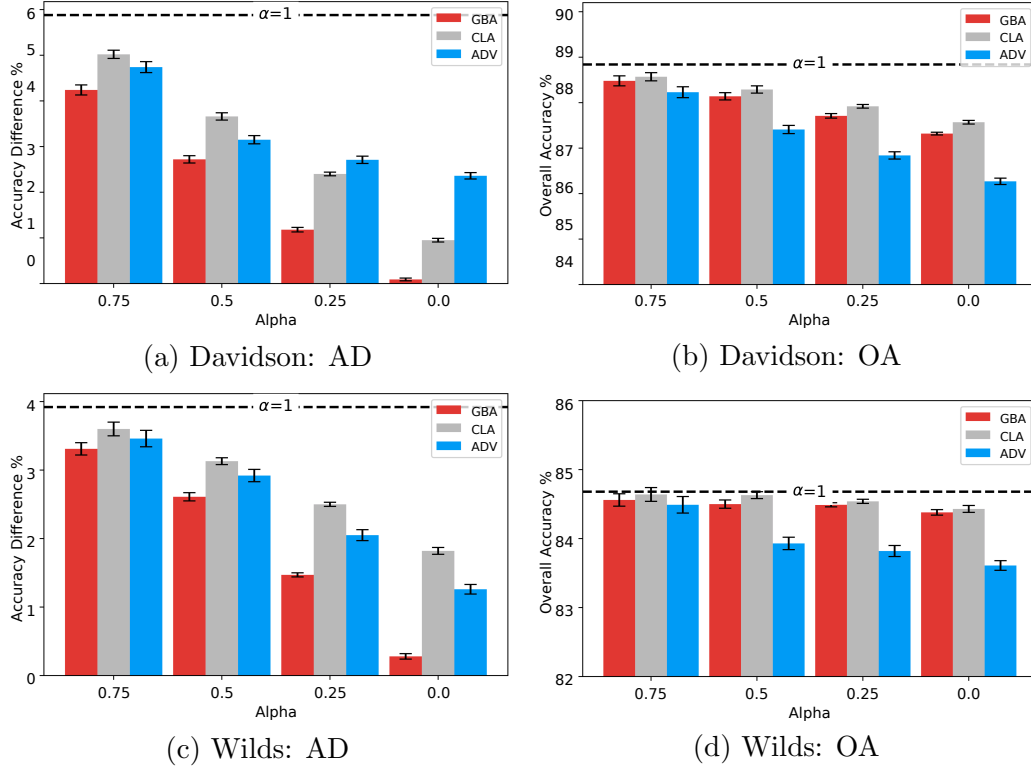 6
5
4
3
2
1
0
Accuracy Difference %
α=1
GBA
CLA
ADV
0.75 0.5 0.25 0.0
Alpha
(a) Davidson: AD
90
89
88
87
86
85
84
Overall Accuracy %
α=1
GBA
CLA
ADV
0.75 0.5 0.25 0.0
Alpha
(b) Davidson: OA
4
3
2
1
0
Accuracy Difference %
α=1
GBA
CLA
ADV
0.75 0.5 0.25 0.0
Alpha
(c) Wilds: AD
86
85
84
83
82
Overall Accuracy %
α=1
GBA
CLA
ADV
0.75 0.5 0.25 0.0
Alpha
(d) Wilds: OA